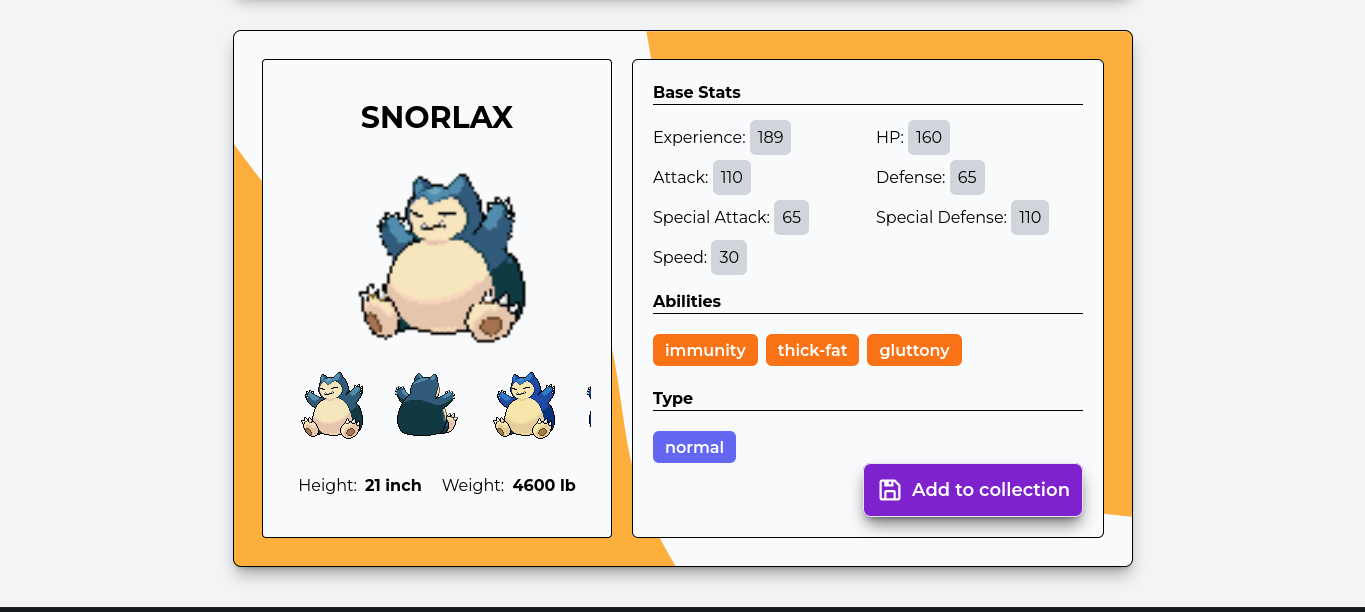 SNORLAX
Height: 21 inch Weight: 4600 lb
Base Stats
Experience: 189 HP: 160
Attack: 110 Defense: 65
Special Attack: 65 Special Defense: 110
Speed: 30
Abilities
immunity thick-fat gluttony
Type
normal
Add to collection